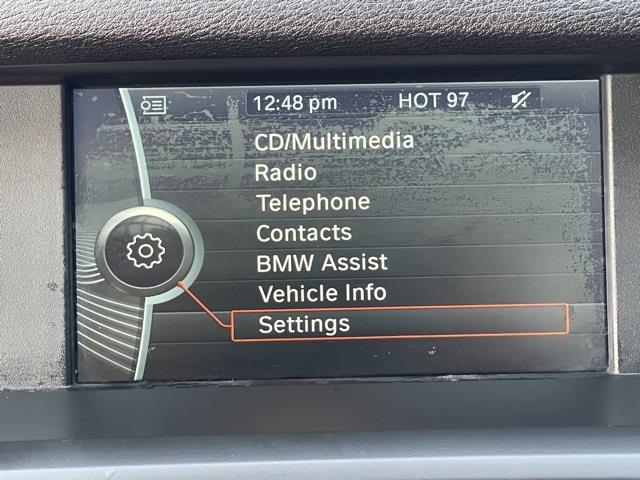 12:48 pm HOT 97
CD/Multimedia
Radio
Telephone
Contacts
BMW Assist
Vehicle Info
Settings